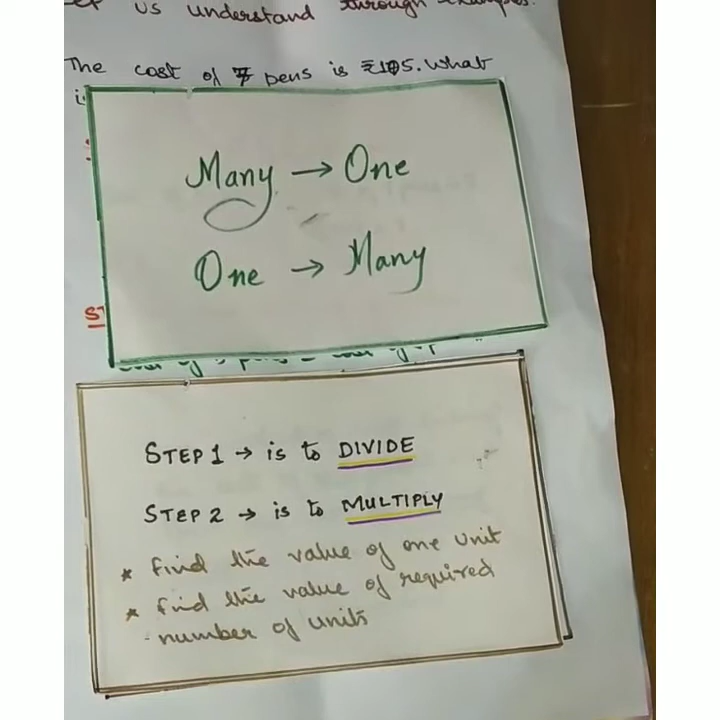 us understand through examples.
The cost of 7 pens is ₹105. What
Many → One
One → Many
STEP 1 → is to DIVIDE
STEP 2 → is to MULTIPLY
* find the value of one unit
* find the value of required
number of units